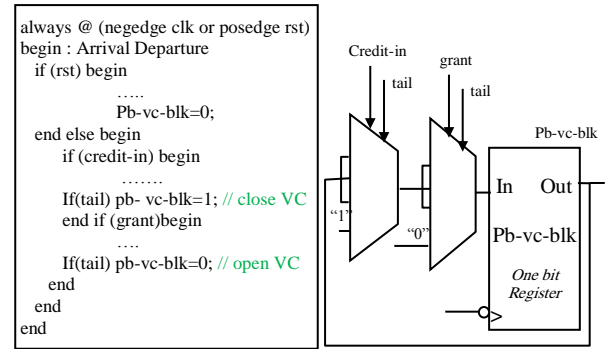 always @ (negedge clk or posedge rst)
begin : Arrival Departure
if (rst) begin
.....
Pb-vc-blk=0;
end else begin
if (credit-in) begin
.......
If(tail) pb- vc-blk=1; // close VC
end if (grant)begin
....
If(tail) pb-vc-blk=0; // open VC
end
end
end
Credit-in
tail
grant
tail
Pb-vc-blk
In Out
"1"
"0"
Pb-vc-blk
One bit
Register
>